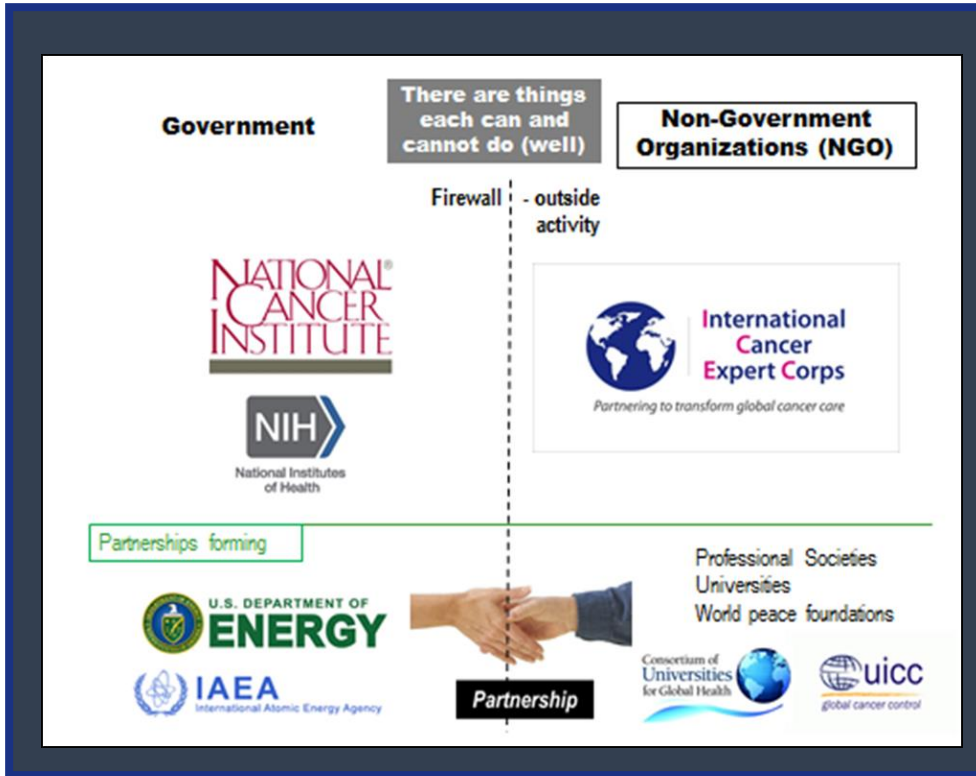 Government
There are things
each can and
cannot do (well)
Non-Government
Organizations (NGO)
Firewall - outside
activity
NATIONAL®
CANCER
INSTITUTE
NIH
National Institutes
of Health
International
Cancer
Expert Corps
Partnering to transform global cancer care
Partnerships forming
Professional Societies
Universities
World peace foundations
U.S. DEPARTMENT OF
ENERGY
IAEA
International Atomic Energy Agency
Partnership
Consortium of
Universities
for Global Health
uicc
global cancer control